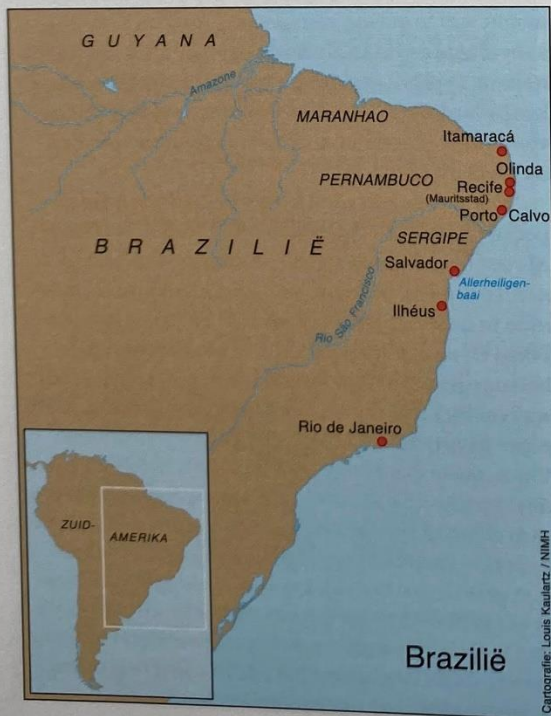 GUYANA
Amazone
MARANHAO
Itamaracá
Olinda
PERNAMBUCO
Recife
(Mauritsstad)
Porto Calvo
BRAZILIË
SERGIPE
Salvador
Allerheiligen-
baai
Rio São Francisco
Ilhéus
Rio de Janeiro
ZUID-
AMERIKA
Brazilië
Cartografie: Louis Kaulartz / NIMH